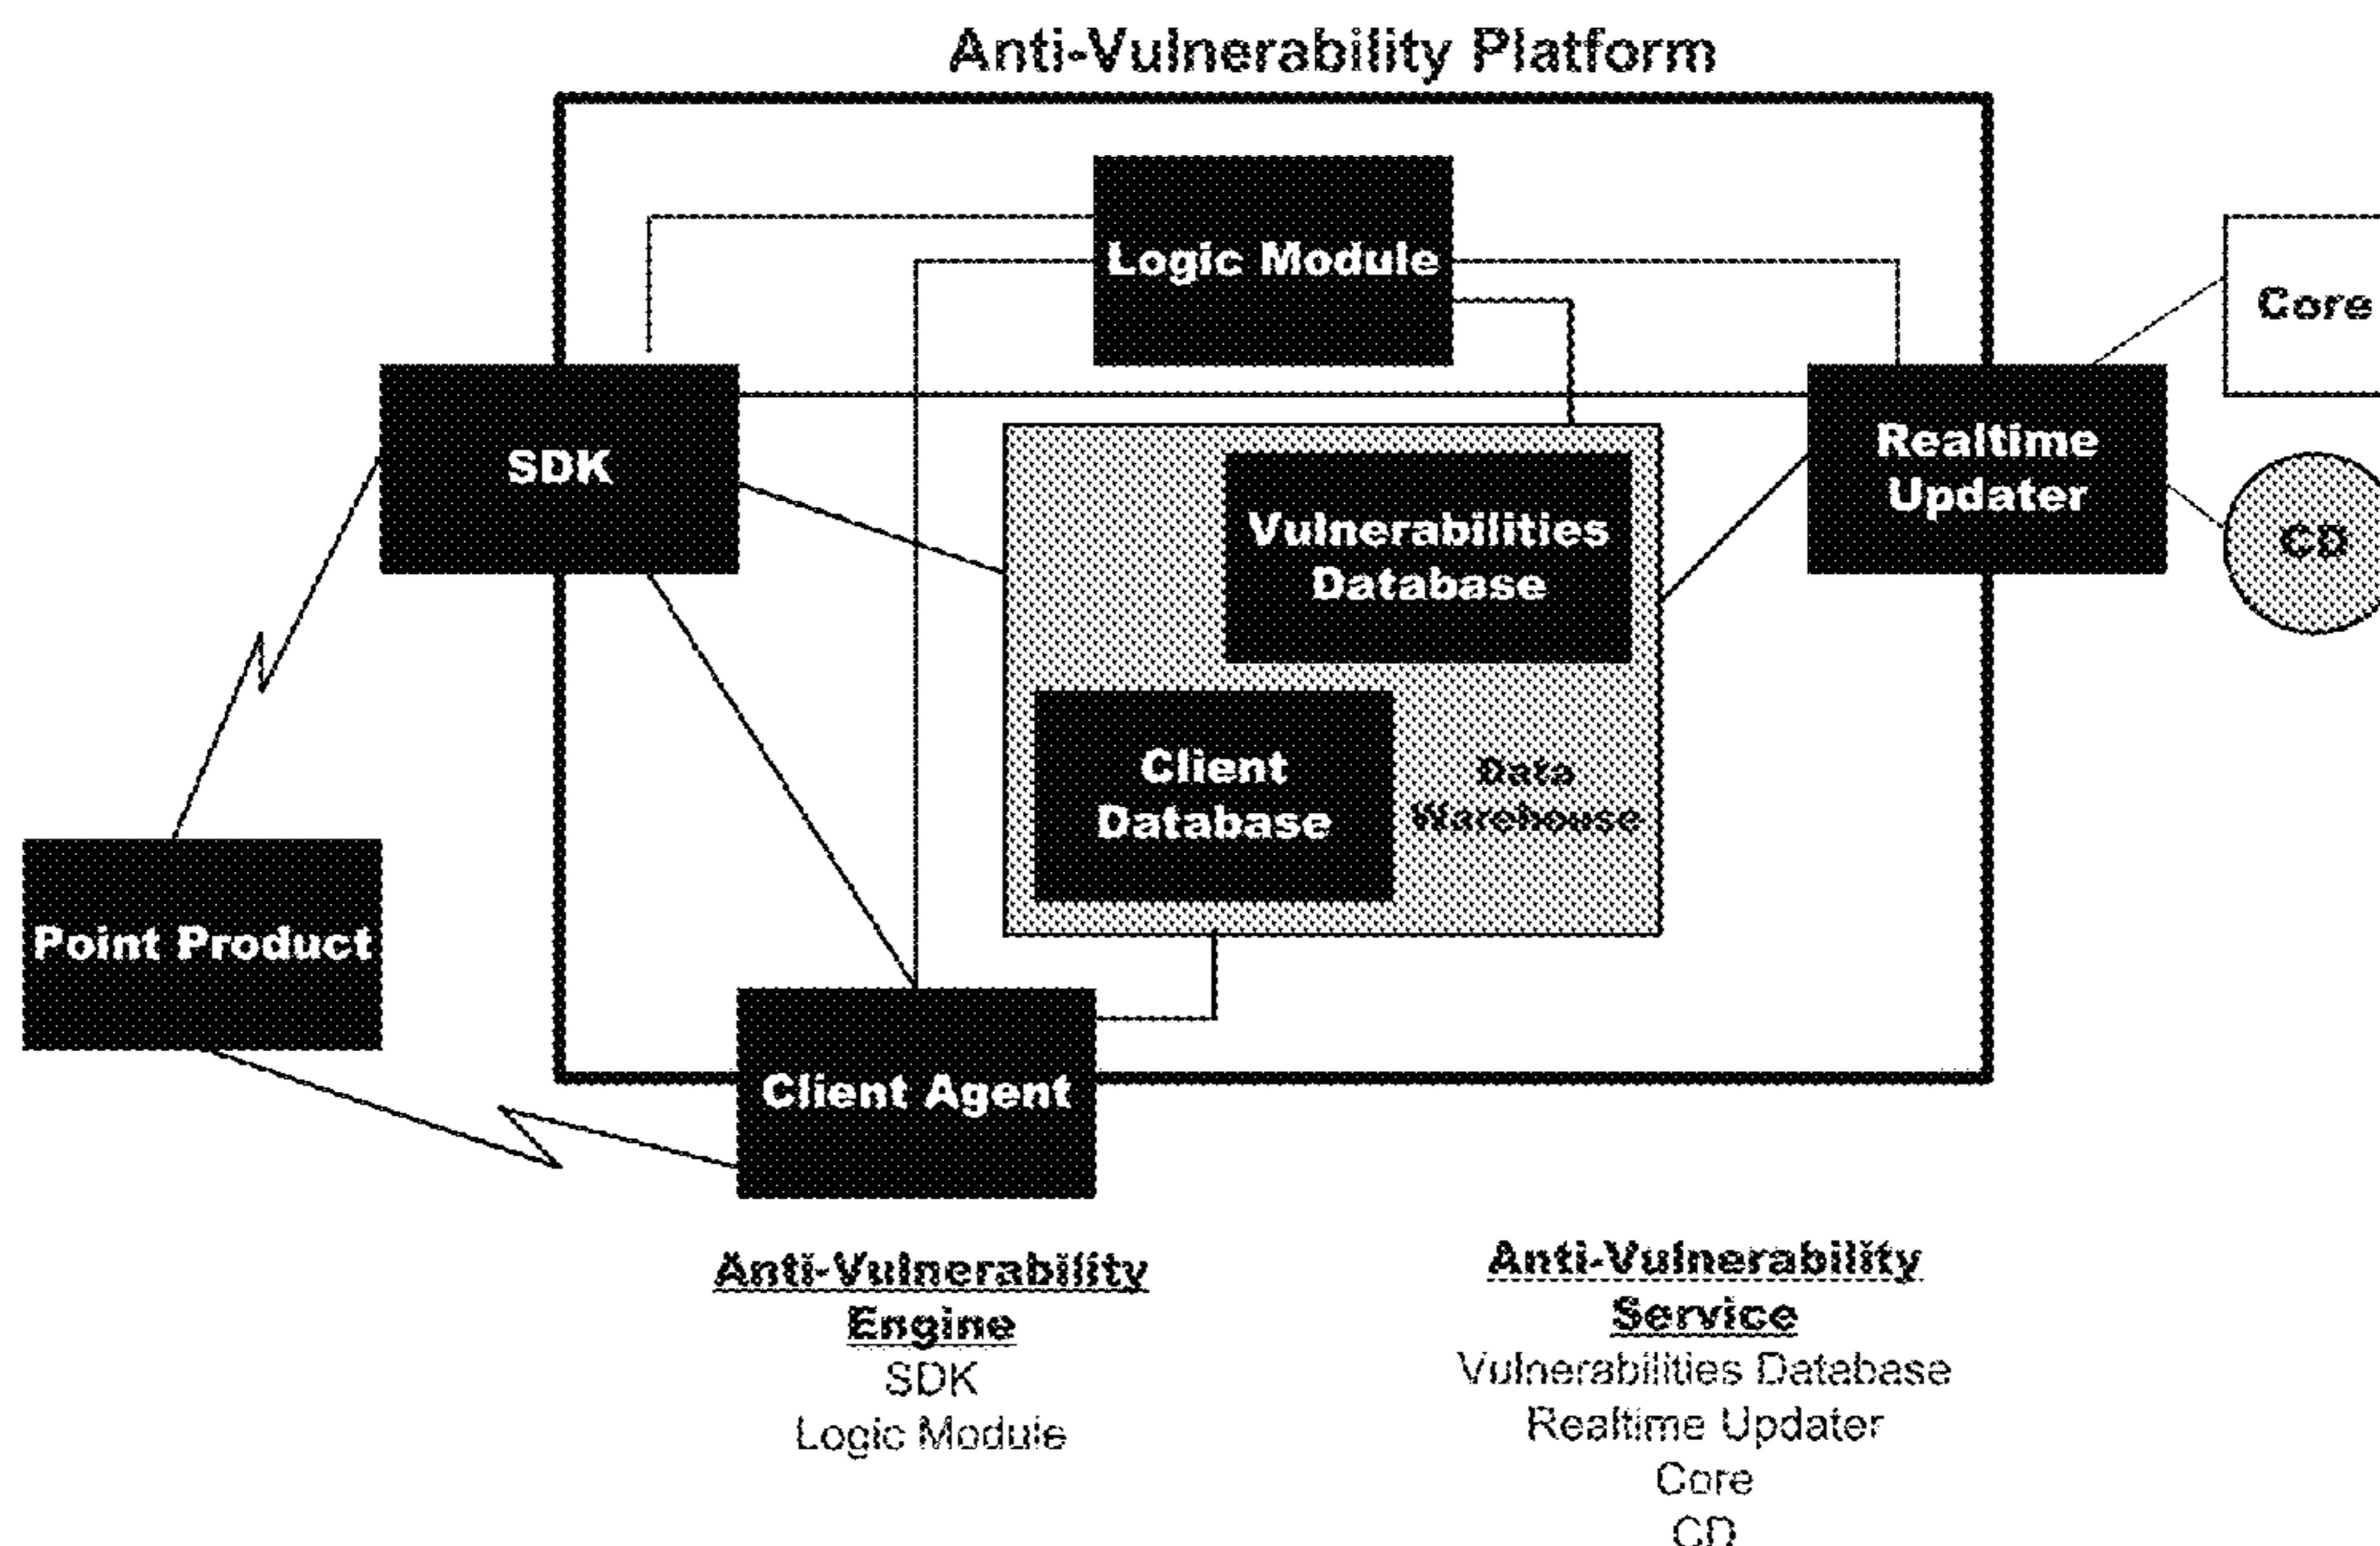 Anti-Vulnerability Platform
Logic Module
Core
SDK
Realtime
Updater
CD
Vulnerabilities
Database
Client
Database
Data
Warehouse
Point Product
Client Agent
Anti-Vulnerability
Engine
SDK
Logic Module
Anti-Vulnerability
Service
Vulnerabilities Database
Realtime Updater
Core
CD